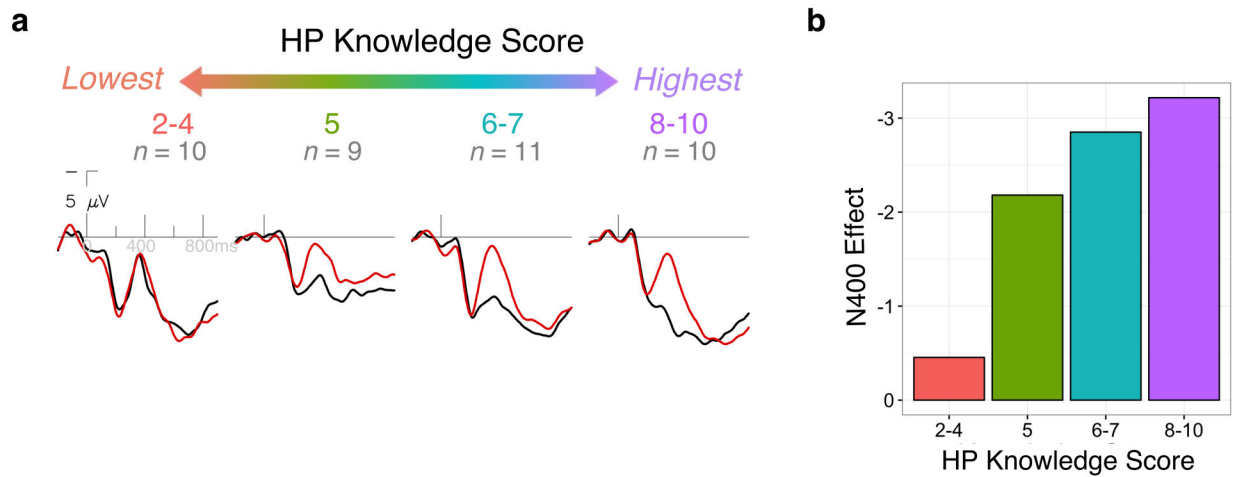 a
HP Knowledge Score
Lowest
Highest
2-4
5
6-7
8-10
n = 10
n = 9
n = 11
n = 10
5 μV
0 400 800ms
b
N400 Effect
-3
-2
-1
0
2-4
5
6-7
8-10
HP Knowledge Score